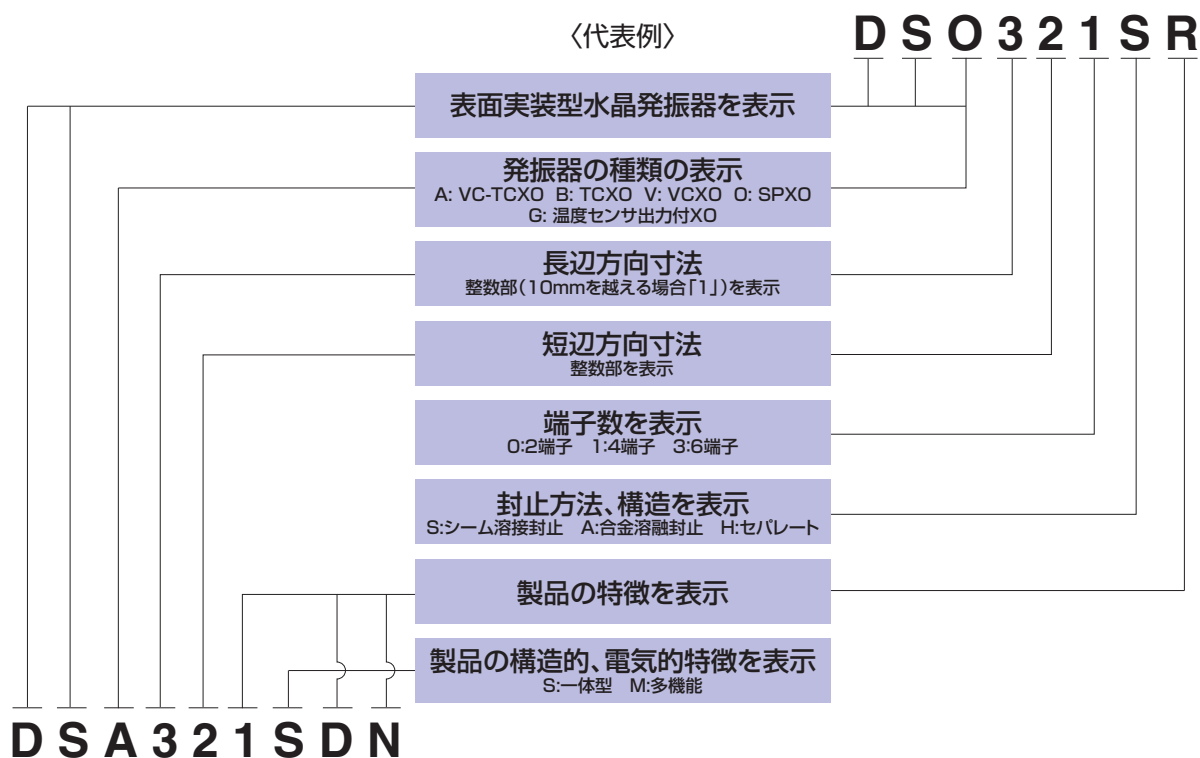 〈代表例〉
D S O 3 2 1 S R
表面実装型水晶発振器を表示
発振器の種類の表示
A: VC-TCXO B: TCXO V: VCXO O: SPXO
G: 温度センサ出力付XO
長辺方向寸法
整数部(10mmを越える場合「1」)を表示
短辺方向寸法
整数部を表示
端子数を表示
0:2端子 1:4端子 3:6端子
封止方法、構造を表示
S:シーム溶接封止 A:合金溶融封止 H:セパレート
製品の特徴を表示
製品の構造的、電気的特徴を表示
S:一体型 M:多機能
D S A 3 2 1 S D N